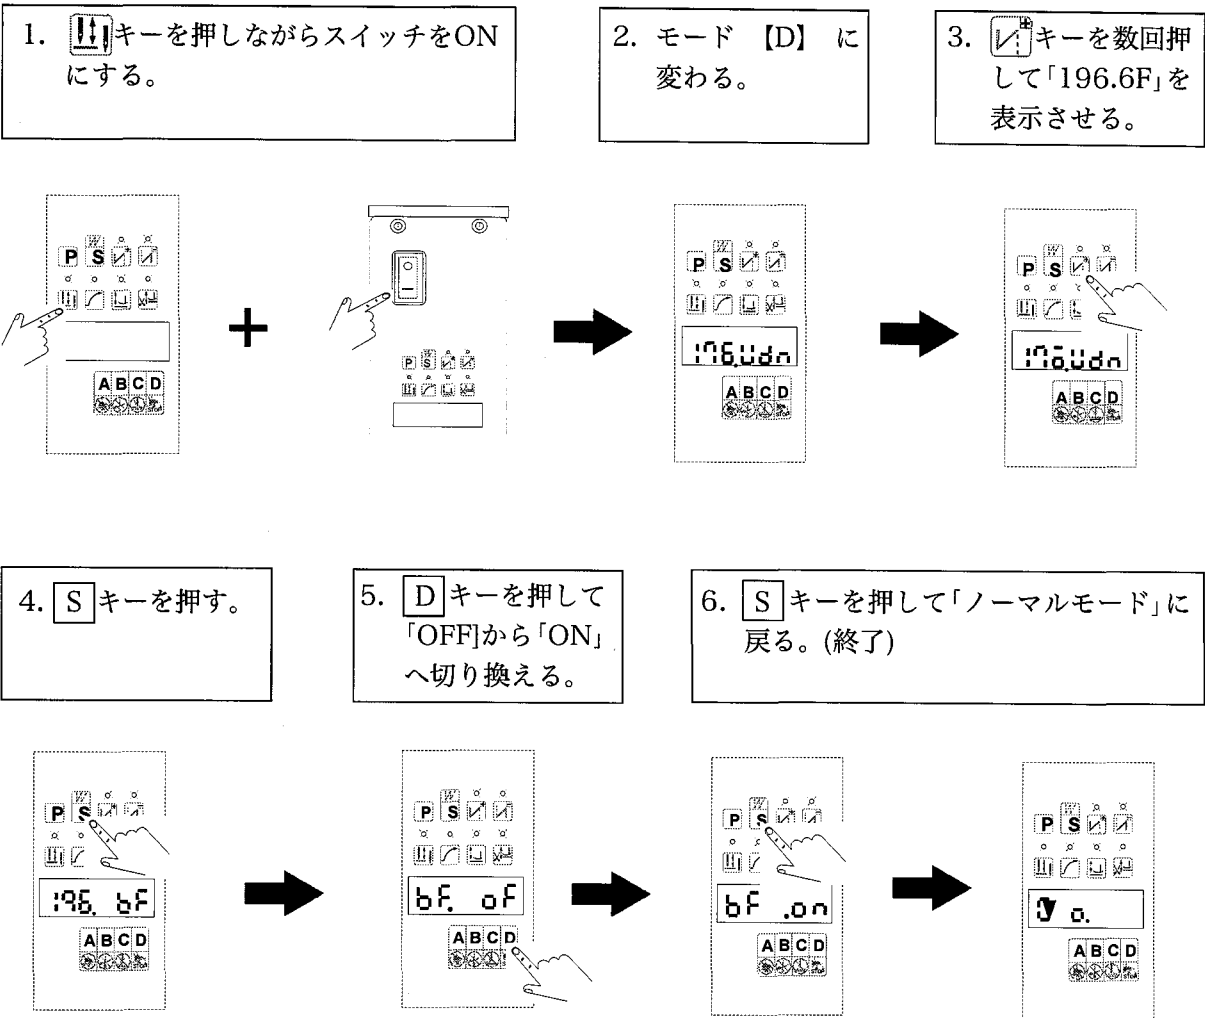 1. キーを押しながらスイッチをON
にする。
2. モード 【D】 に
変わる。
3. キーを数回押
して「196.6F」を
表示させる。
P S
A B C D
P S
P S
196.Udn
A B C D
P S
A B C D
4. S キーを押す。
5. D キーを押して
「OFF]から「ON」
へ切り換える。
6. S キーを押して「ノーマルモード」に
戻る。(終了)
P S
196. bF
A B C D
P S
bF. oF
A B C D
P S
bF .on
A B C D
P S
o.
A B C D